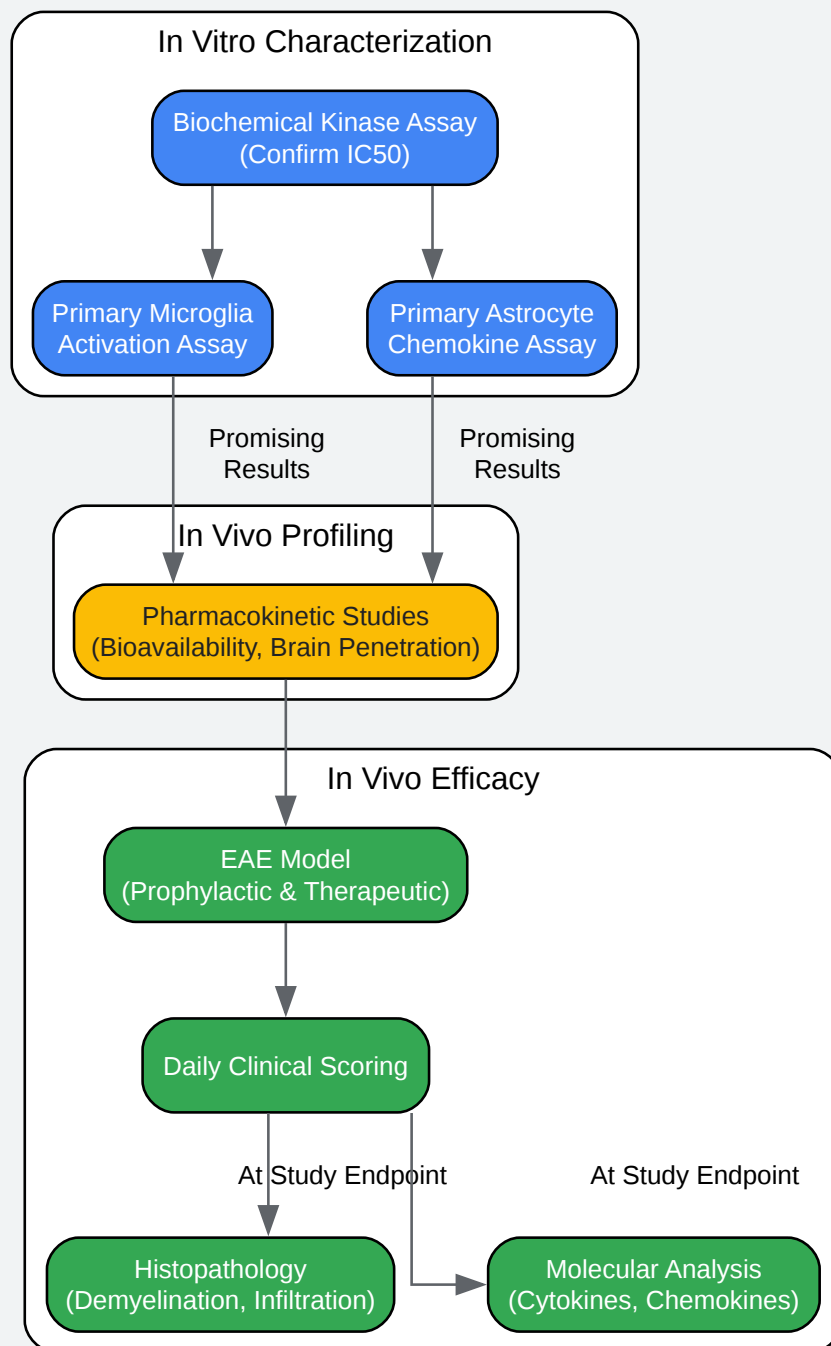 In Vitro Characterization
Biochemical Kinase Assay
(Confirm IC50)
Primary Microglia
Activation Assay
Primary Astrocyte
Chemokine Assay
Promising
Results
Promising
Results
In Vivo Profiling
Pharmacokinetic Studies
(Bioavailability, Brain Penetration)
In Vivo Efficacy
EAE Model
(Prophylactic & Therapeutic)
Daily Clinical Scoring
At Study Endpoint
At Study Endpoint
Histopathology
(Demyelination, Infiltration)
Molecular Analysis
(Cytokines, Chemokines)